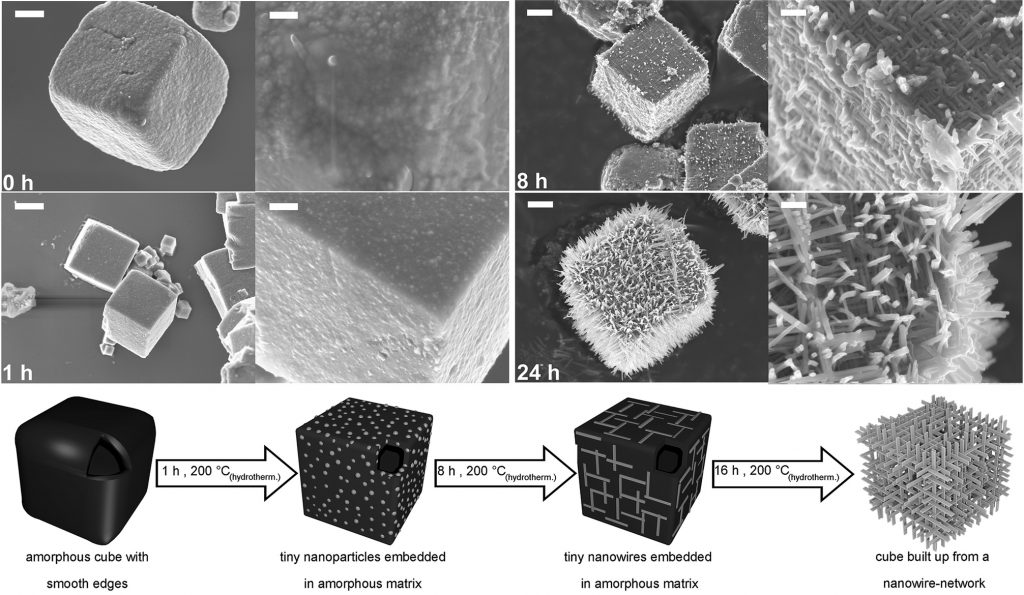 0 h
8 h
1 h
24 h
1 h , 200 °C(hydrotherm.)
8 h , 200 °C(hydrotherm.)
16 h , 200 °C(hydrotherm.)
amorphous cube with
smooth edges
tiny nanoparticles embedded
in amorphous matrix
tiny nanowires embedded
in amorphous matrix
cube built up from a
nanowire-network